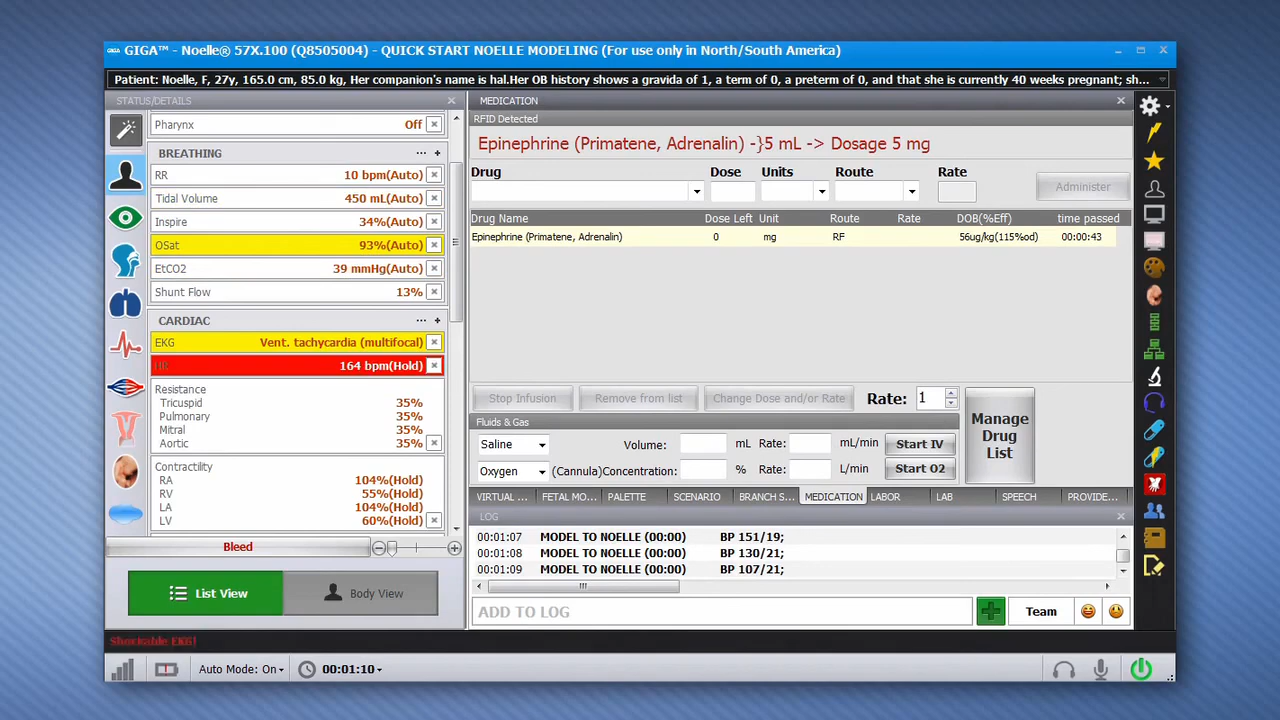 GIGA GIGA™ - Noelle® 57X.100 (Q8505004) - QUICK START NOELLE MODELING (For use only in North/South America)
Patient: Noelle, F, 27y, 165.0 cm, 85.0 kg, Her companion's name is hal.Her OB history shows a gravida of 1, a term of 0, a preterm of 0, and that she is currently 40 weeks pregnant; sh...
STATUS/DETAILS
Pharynx Off
BREATHING
RR 10 bpm(Auto)
Tidal Volume 450 mL(Auto)
Inspire 34%(Auto)
OSat 93%(Auto)
EtCO2 39 mmHg(Auto)
Shunt Flow 13%
CARDIAC
EKG Vent. tachycardia (multifocal)
HR 164 bpm(Hold)
Resistance
Tricuspid 35%
Pulmonary 35%
Mitral 35%
Aortic 35%
Contractility
RA 104%(Hold)
RV 55%(Hold)
LA 104%(Hold)
LV 60%(Hold)
Bleed
List View Body View
MEDICATION
RFID Detected
Epinephrine (Primatene, Adrenalin) -}5 mL -> Dosage 5 mg
Drug Dose Units Route Rate
Administer
Drug Name Dose Left Unit Route Rate DOB(%Eff) time passed
Epinephrine (Primatene, Adrenalin) 0 mg RF 56ug/kg(115%od) 00:00:43
Stop Infusion Remove from list Change Dose and/or Rate Rate: 1
Manage
Drug
List
Fluids & Gas
Saline Volume: mL Rate: mL/min Start IV
Oxygen (Cannula)Concentration: % Rate: L/min Start O2
VIRTUAL ... FETAL MO... PALETTE SCENARIO BRANCH S... MEDICATION LABOR LAB SPEECH PROVIDE...
LOG
00:01:07 MODEL TO NOELLE (00:00) BP 151/19;
00:01:08 MODEL TO NOELLE (00:00) BP 130/21;
00:01:09 MODEL TO NOELLE (00:00) BP 107/21;
ADD TO LOG Team
Shockable EKG!
Auto Mode: On 00:01:10